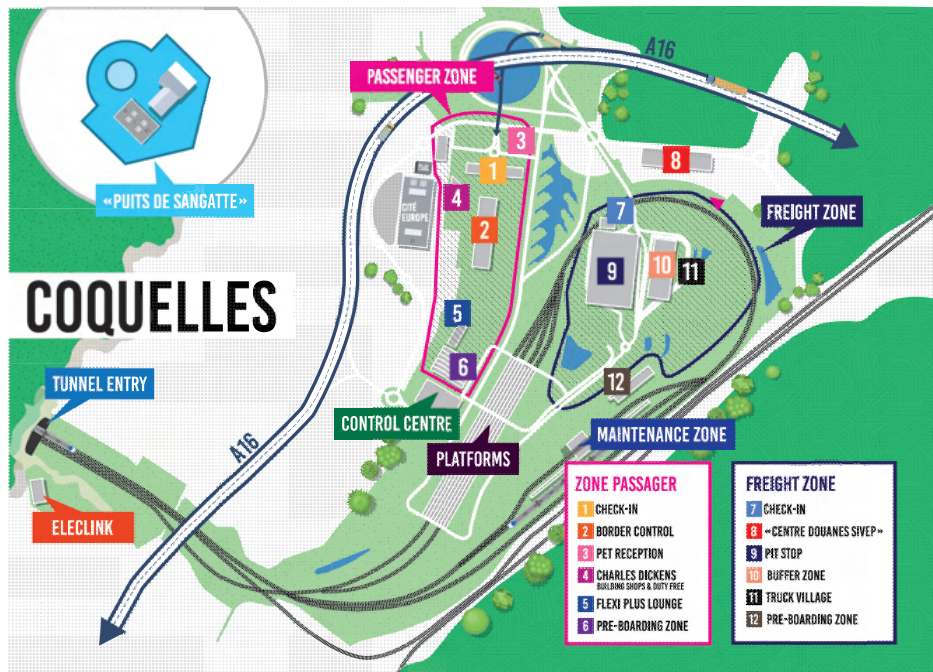 A16
PASSENGER ZONE
3
1
8
«PUITS DE SANGATTE»
4
7
FREIGHT ZONE
CITÉ
EUROPE
2
9
10
11
COQUELLES
5
6
12
TUNNEL ENTRY
CONTROL CENTRE
MAINTENANCE ZONE
A16
PLATFORMS
ELECLINK
ZONE PASSAGER
1 CHECK-IN
2 BORDER CONTROL
3 PET RECEPTION
4 CHARLES DICKENS
BUILDING SHOPS & DUTY FREE
5 FLEXI PLUS LOUNGE
6 PRE-BOARDING ZONE
FREIGHT ZONE
7 CHECK-IN
8 «CENTRE DOUANES SIVEP»
9 PIT STOP
10 BUFFER ZONE
11 TRUCK VILLAGE
12 PRE-BOARDING ZONE